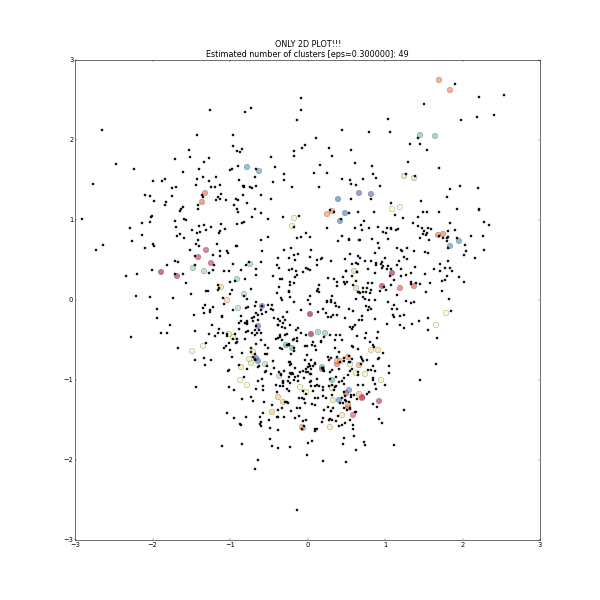 ONLY 2D PLOT!!!
Estimated number of clusters [eps=0.300000]: 49
3
2
1
0
−1
−2
−3
−3 −2 −1 0 1 2 3